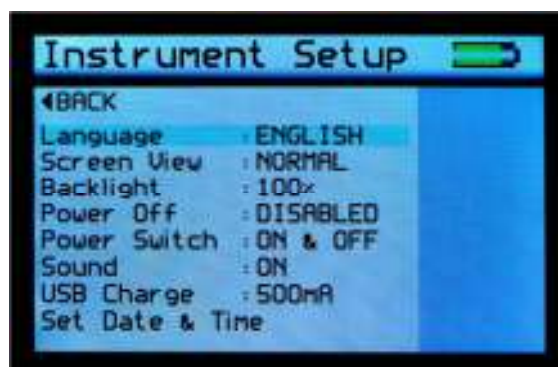 Instrument Setup
◄BACK
Language : ENGLISH
Screen View : NORMAL
Backlight : 100%
Power Off : DISABLED
Power Switch : ON & OFF
Sound : ON
USB Charge : 500mA
Set Date & Time